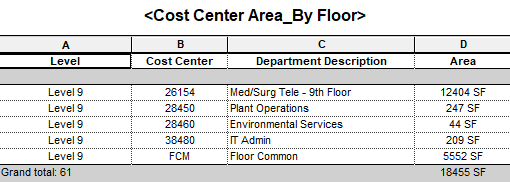 <Cost Center Area_By Floor>
A B C D
Level Cost Center Department Description Area
Level 9 26154 Med/Surg Tele - 9th Floor 12404 SF
Level 9 28450 Plant Operations 247 SF
Level 9 28460 Environmental Services 44 SF
Level 9 38480 IT Admin 209 SF
Level 9 FCM Floor Common 5552 SF
Grand total: 61 18455 SF